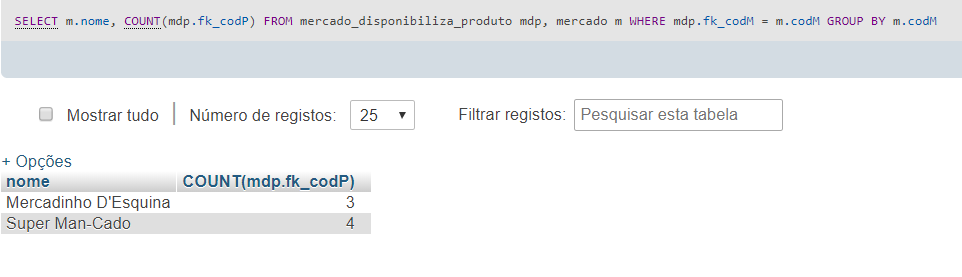 SELECT m.nome, COUNT(mdp.fk_codP) FROM mercado_disponibiliza_produto mdp, mercado m WHERE mdp.fk_codM = m.codM GROUP BY m.codM
Mostrar tudo | Número de registos: 25 Filtrar registos: Pesquisar esta tabela
+ Opções
nome COUNT(mdp.fk_codP)
Mercadinho D'Esquina 3
Super Man-Cado 4